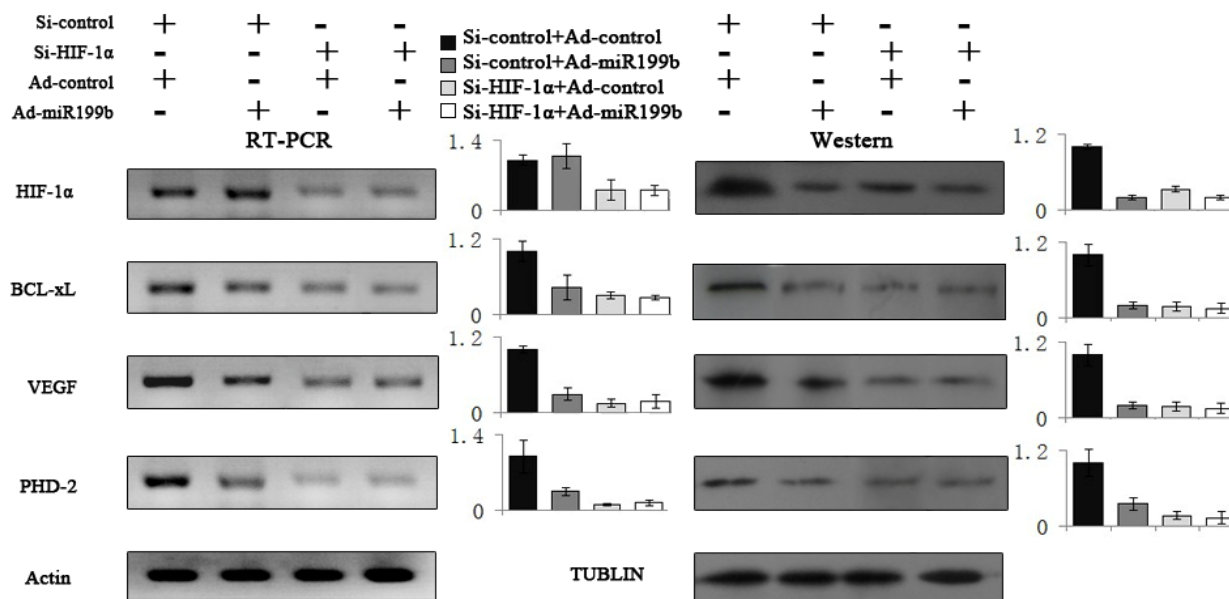 Si-control + + - - + + - -
Si-HIF-1α - - + + - - + +
Ad-control + - + - + - + -
Ad-miR199b - + - + - + - +
Si-control+Ad-control
Si-control+Ad-miR199b
Si-HIF-1α+Ad-control
Si-HIF-1α+Ad-miR199b
RT-PCR
Western
HIF-1α
1.4
0
1.2
0
BCL-xL
1.2
0
1.2
0
VEGF
1.2
0
1.2
0
PHD-2
1.4
0
1.2
0
Actin
TUBLIN